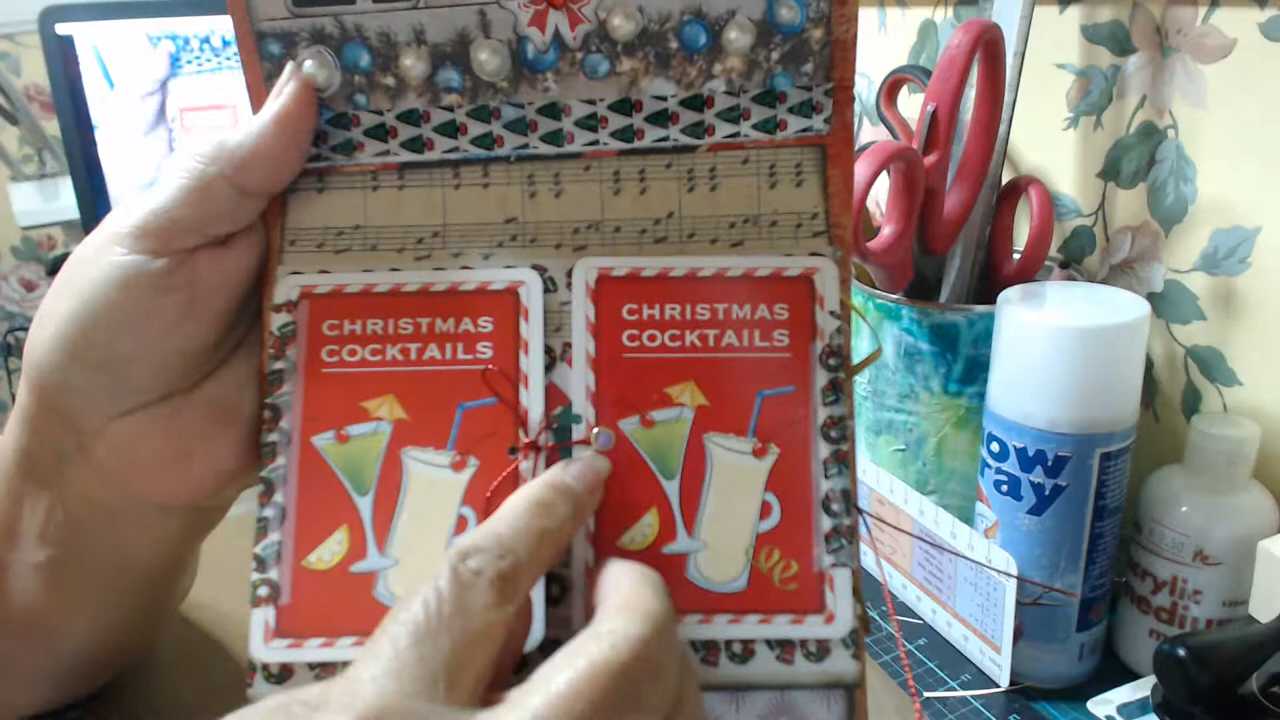 CHRISTMAS
COCKTAILS
CHRISTMAS
COCKTAILS
ow
ray
crylic
mediu